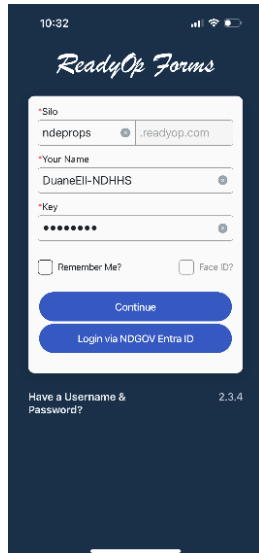 10:32
ReadyOp Forms
*Silo
ndeprops .readyop.com
*Your Name
DuaneEll-NDHHS
*Key
••••••••
Remember Me? Face ID?
Continue
Login via NDGOV Entra ID
Have a Username & 2.3.4
Password?